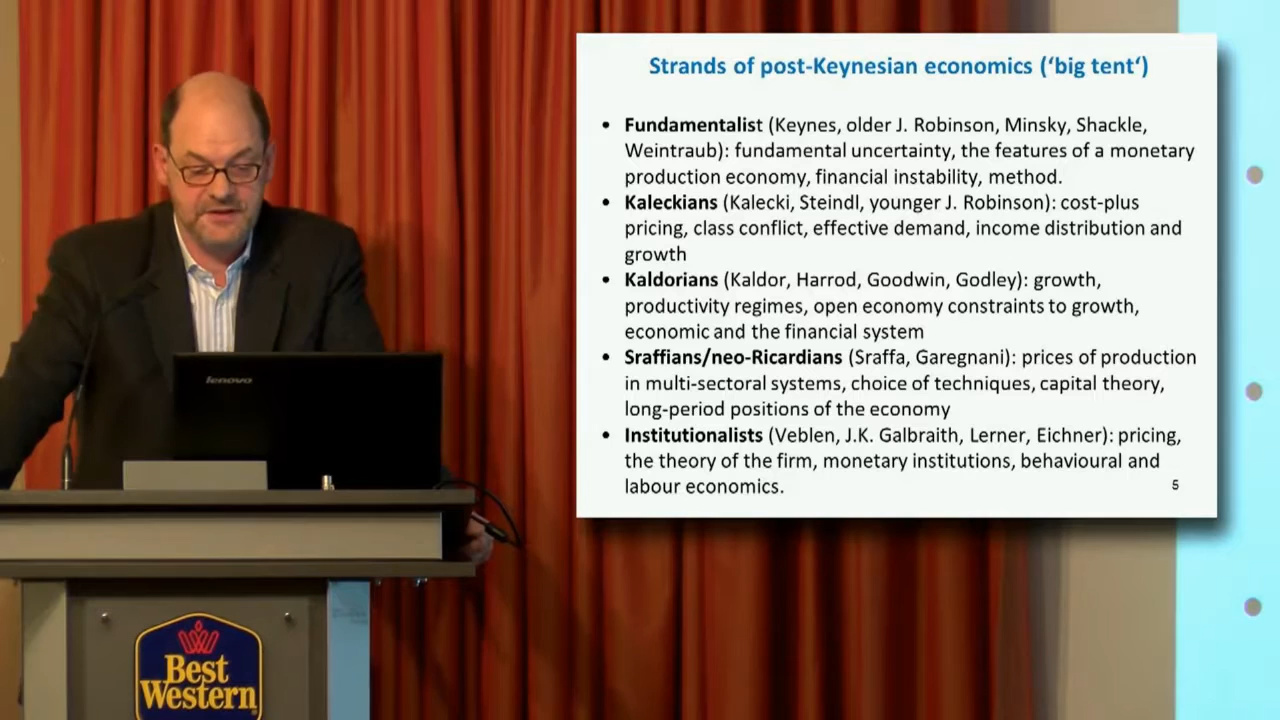 Strands of post-Keynesian economics (‘big tent‘)
• Fundamentalist (Keynes, older J. Robinson, Minsky, Shackle,
Weintraub): fundamental uncertainty, the features of a monetary
production economy, financial instability, method.
• Kaleckians (Kalecki, Steindl, younger J. Robinson): cost-plus
pricing, class conflict, effective demand, income distribution and
growth
• Kaldorians (Kaldor, Harrod, Goodwin, Godley): growth,
productivity regimes, open economy constraints to growth,
economic and the financial system
• Sraffians/neo-Ricardians (Sraffa, Garegnani): prices of production
in multi-sectoral systems, choice of techniques, capital theory,
long-period positions of the economy
• Institutionalists (Veblen, J.K. Galbraith, Lerner, Eichner): pricing,
the theory of the firm, monetary institutions, behavioural and
labour economics.
5
lenovo
Best
Western